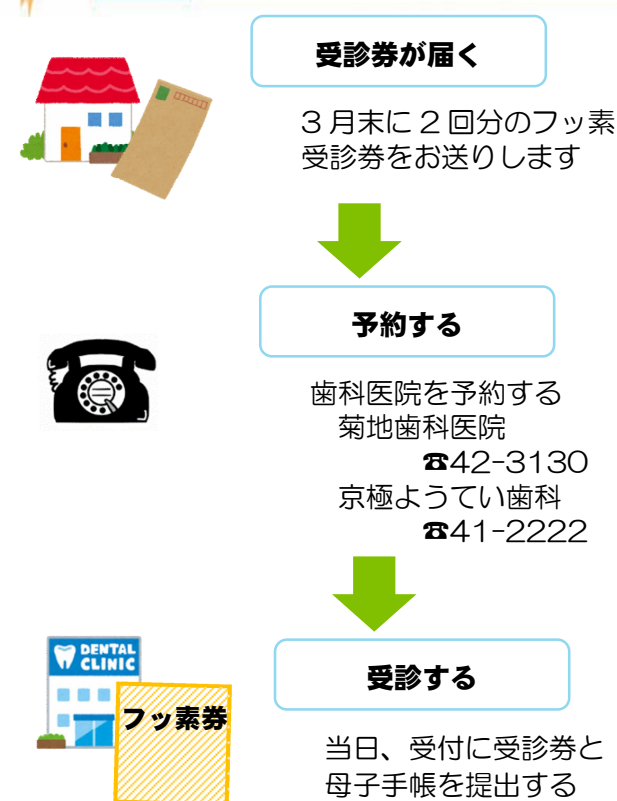 受診券が届く
3月末に2回分のフッ素
受診券をお送りします
予約する
歯科医院を予約する
菊地歯科医院
☎42-3130
京極ようてい歯科
☎41-2222
DENTAL
CLINIC
受診する
フッ素券
当日、受付に受診券と
母子手帳を提出する